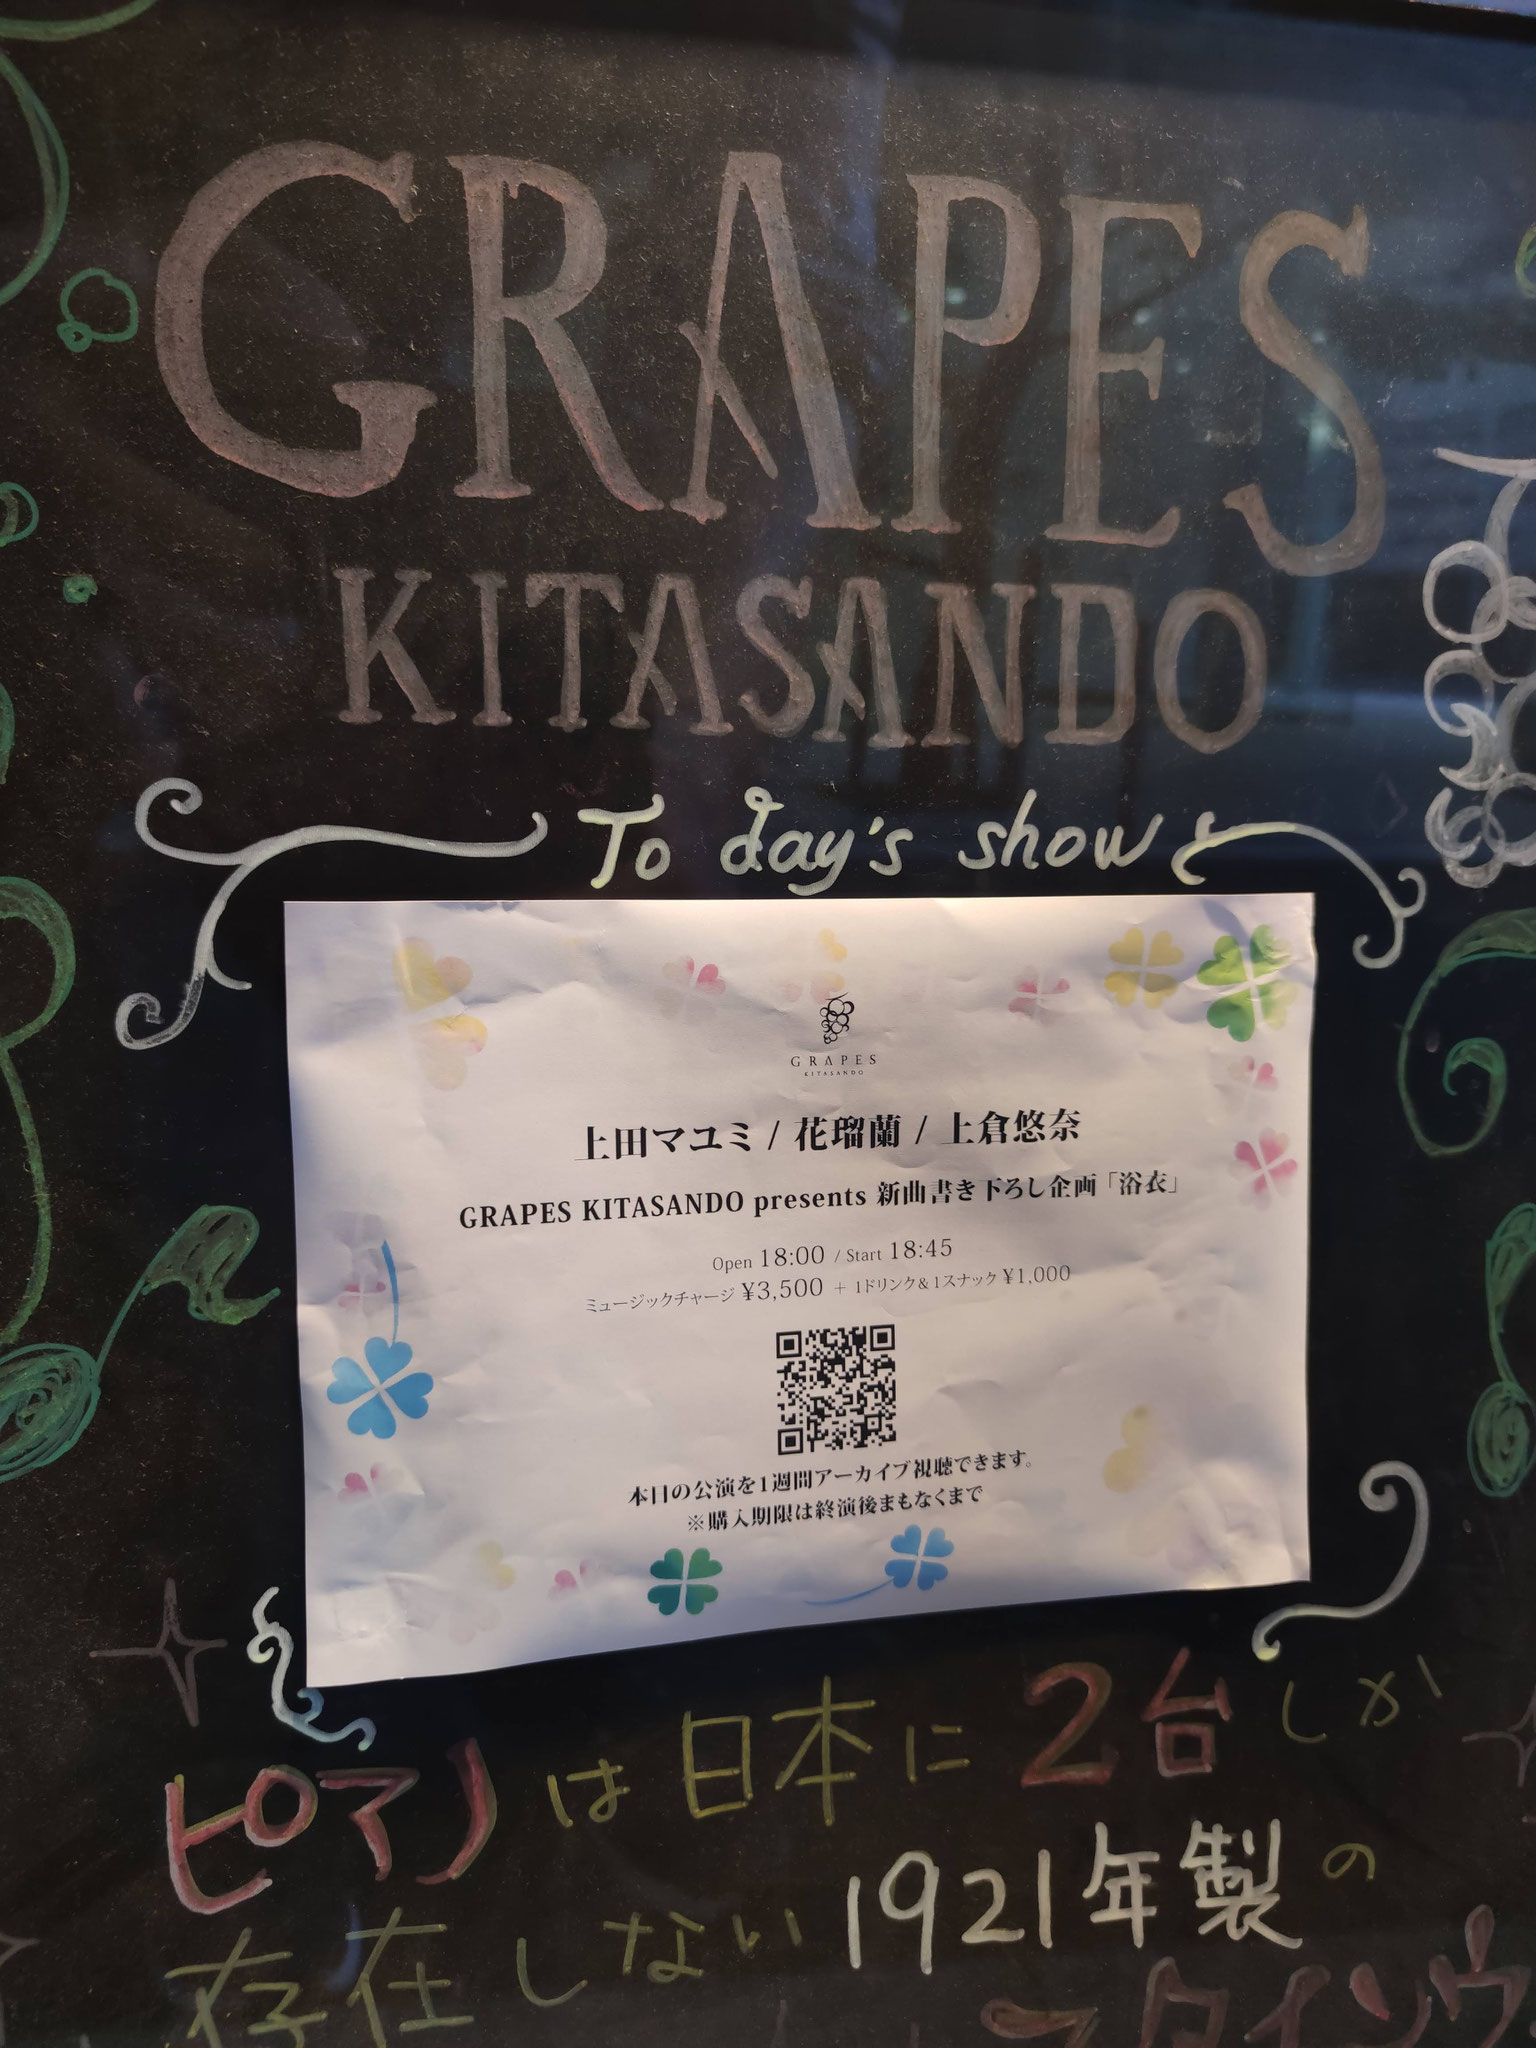 GRAPES
KITASANDO
To day's show
GRAPES
KITASANDO
上田マユミ / 花瑠蘭 / 上倉悠奈
GRAPES KITASANDO presents 新曲書き下ろし企画「浴衣」
Open 18:00 / Start 18:45
ミュージックチャージ ¥3,500 + 1ドリンク&1スナック ¥1,000
本日の公演を1週間アーカイブ視聴できます。
※購入期限は終演後まもなくまで
ピアノは日本に2台しか
存在しない1921年製の
タインウ